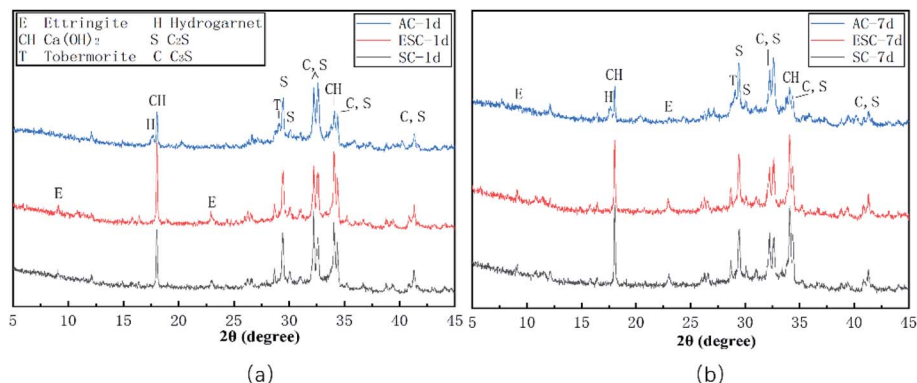 E Ettringite H Hydrogarnet
CH Ca(OH)₂ S C₂S
T Tobermorite C C₃S
AC-1d
ESC-1d
SC-1d
CH
H
T
S
S
C,S
CH
C,S
C,S
E
E
5 10 15 20 25 30 35 40 45
2θ (degree)
(a)
AC-7d
ESC-7d
SC-7d
E
H
CH
E
T
S
S
C,S
CH
C,S
C,S
5 10 15 20 25 30 35 40 45
2θ (degree)
(b)